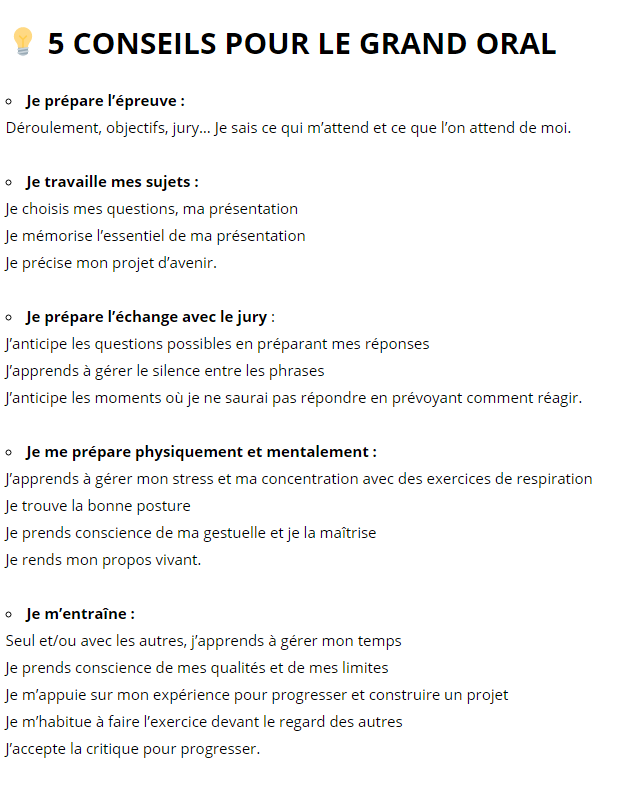 💡 5 CONSEILS POUR LE GRAND ORAL
◦ Je prépare l’épreuve :
Déroulement, objectifs, jury... Je sais ce qui m’attend et ce que l’on attend de moi.
◦ Je travaille mes sujets :
Je choisis mes questions, ma présentation
Je mémorise l’essentiel de ma présentation
Je précise mon projet d’avenir.
◦ Je prépare l’échange avec le jury :
J’anticipe les questions possibles en préparant mes réponses
J’apprends à gérer le silence entre les phrases
J’anticipe les moments où je ne saurai pas répondre en prévoyant comment réagir.
◦ Je me prépare physiquement et mentalement :
J’apprends à gérer mon stress et ma concentration avec des exercices de respiration
Je trouve la bonne posture
Je prends conscience de ma gestuelle et je la maîtrise
Je rends mon propos vivant.
◦ Je m’entraîne :
Seul et/ou avec les autres, j’apprends à gérer mon temps
Je prends conscience de mes qualités et de mes limites
Je m’appuie sur mon expérience pour progresser et construire un projet
Je m’habitue à faire l’exercice devant le regard des autres
J’accepte la critique pour progresser.